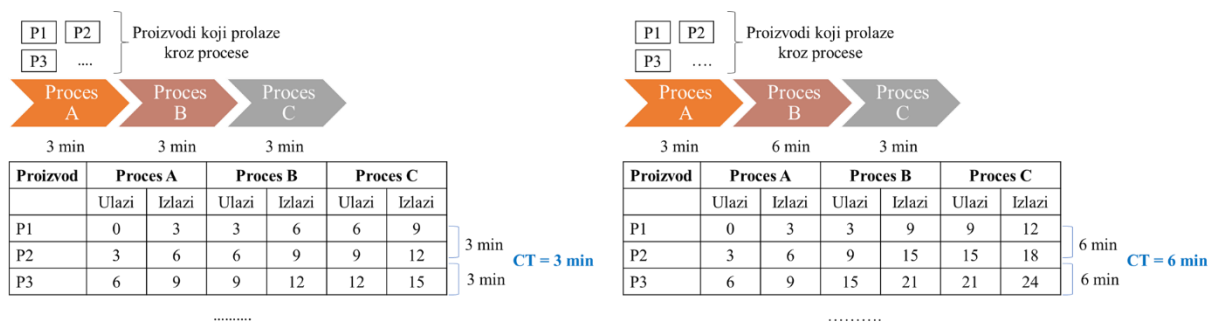 P1 P2
P3 ....
Proizvodi koji prolaze
kroz procese
Proces
A
Proces
B
Proces
C
3 min 3 min 3 min
Proizvod Proces A Proces B Proces C
Ulazi Izlazi Ulazi Izlazi Ulazi Izlazi
P1 0 3 3 6 6 9
P2 3 6 6 9 9 12
P3 6 9 9 12 12 15
3 min
3 min
CT = 3 min
..........
P1 P2
P3 ....
Proizvodi koji prolaze
kroz procese
Proces
A
Proces
B
Proces
C
3 min 6 min 3 min
Proizvod Proces A Proces B Proces C
Ulazi Izlazi Ulazi Izlazi Ulazi Izlazi
P1 0 3 3 9 9 12
P2 3 6 9 15 15 18
P3 6 9 15 21 21 24
6 min
6 min
CT = 6 min
..........